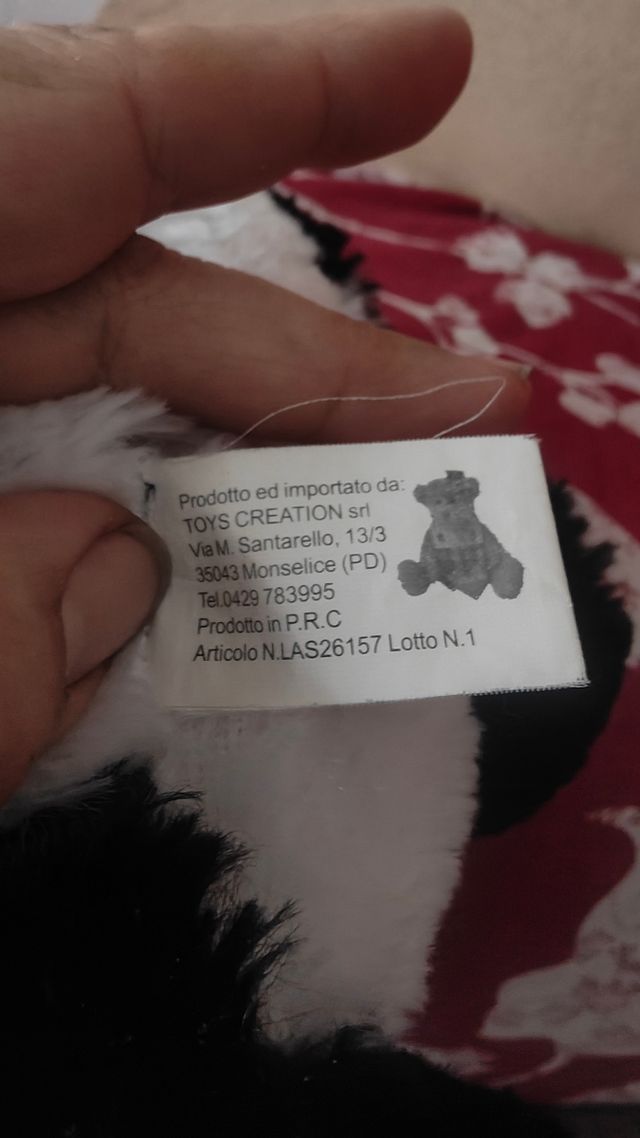 Prodotto ed importato da:
TOYS CREATION srl
Via M. Santarello, 13/3
35043 Monselice (PD)
Tel.0429 783995
Prodotto in P.R.C
Articolo N.LAS26157 Lotto N.1